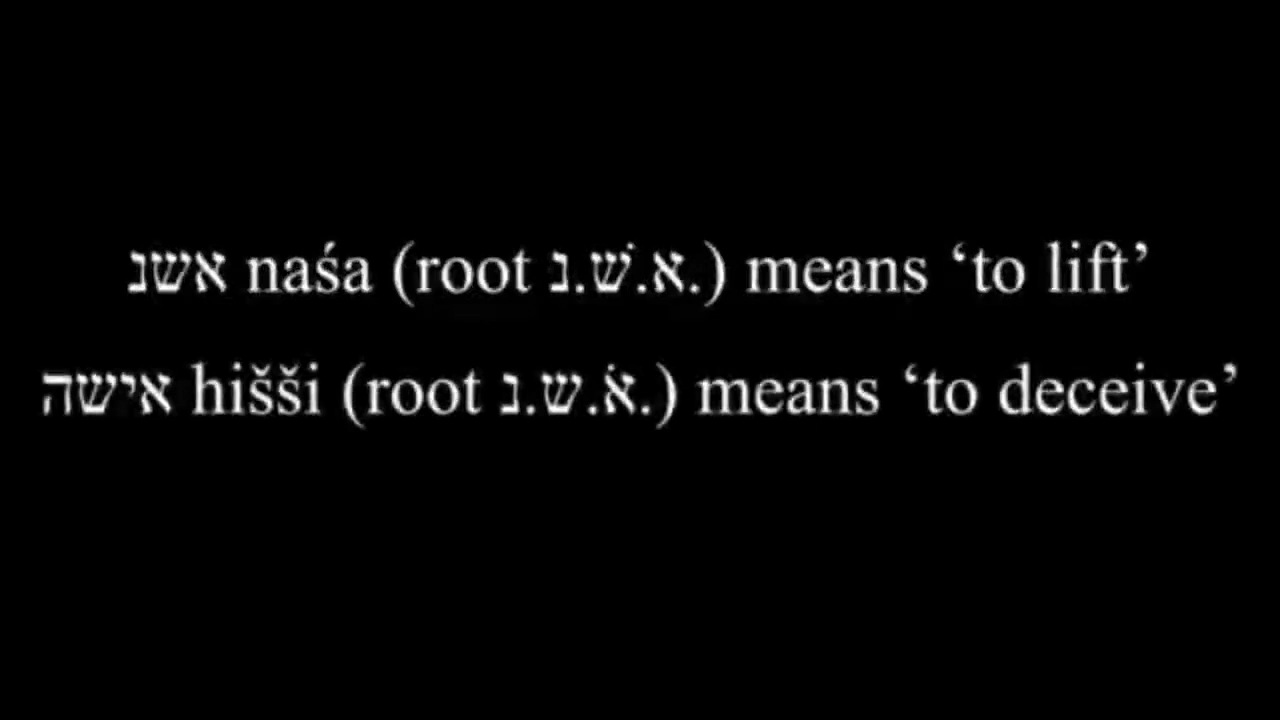 אשנ naśa (root א.שׁ.נ.) means ‘to lift’
אישה hišši (root אׂ.ש.נ.) means ‘to deceive’